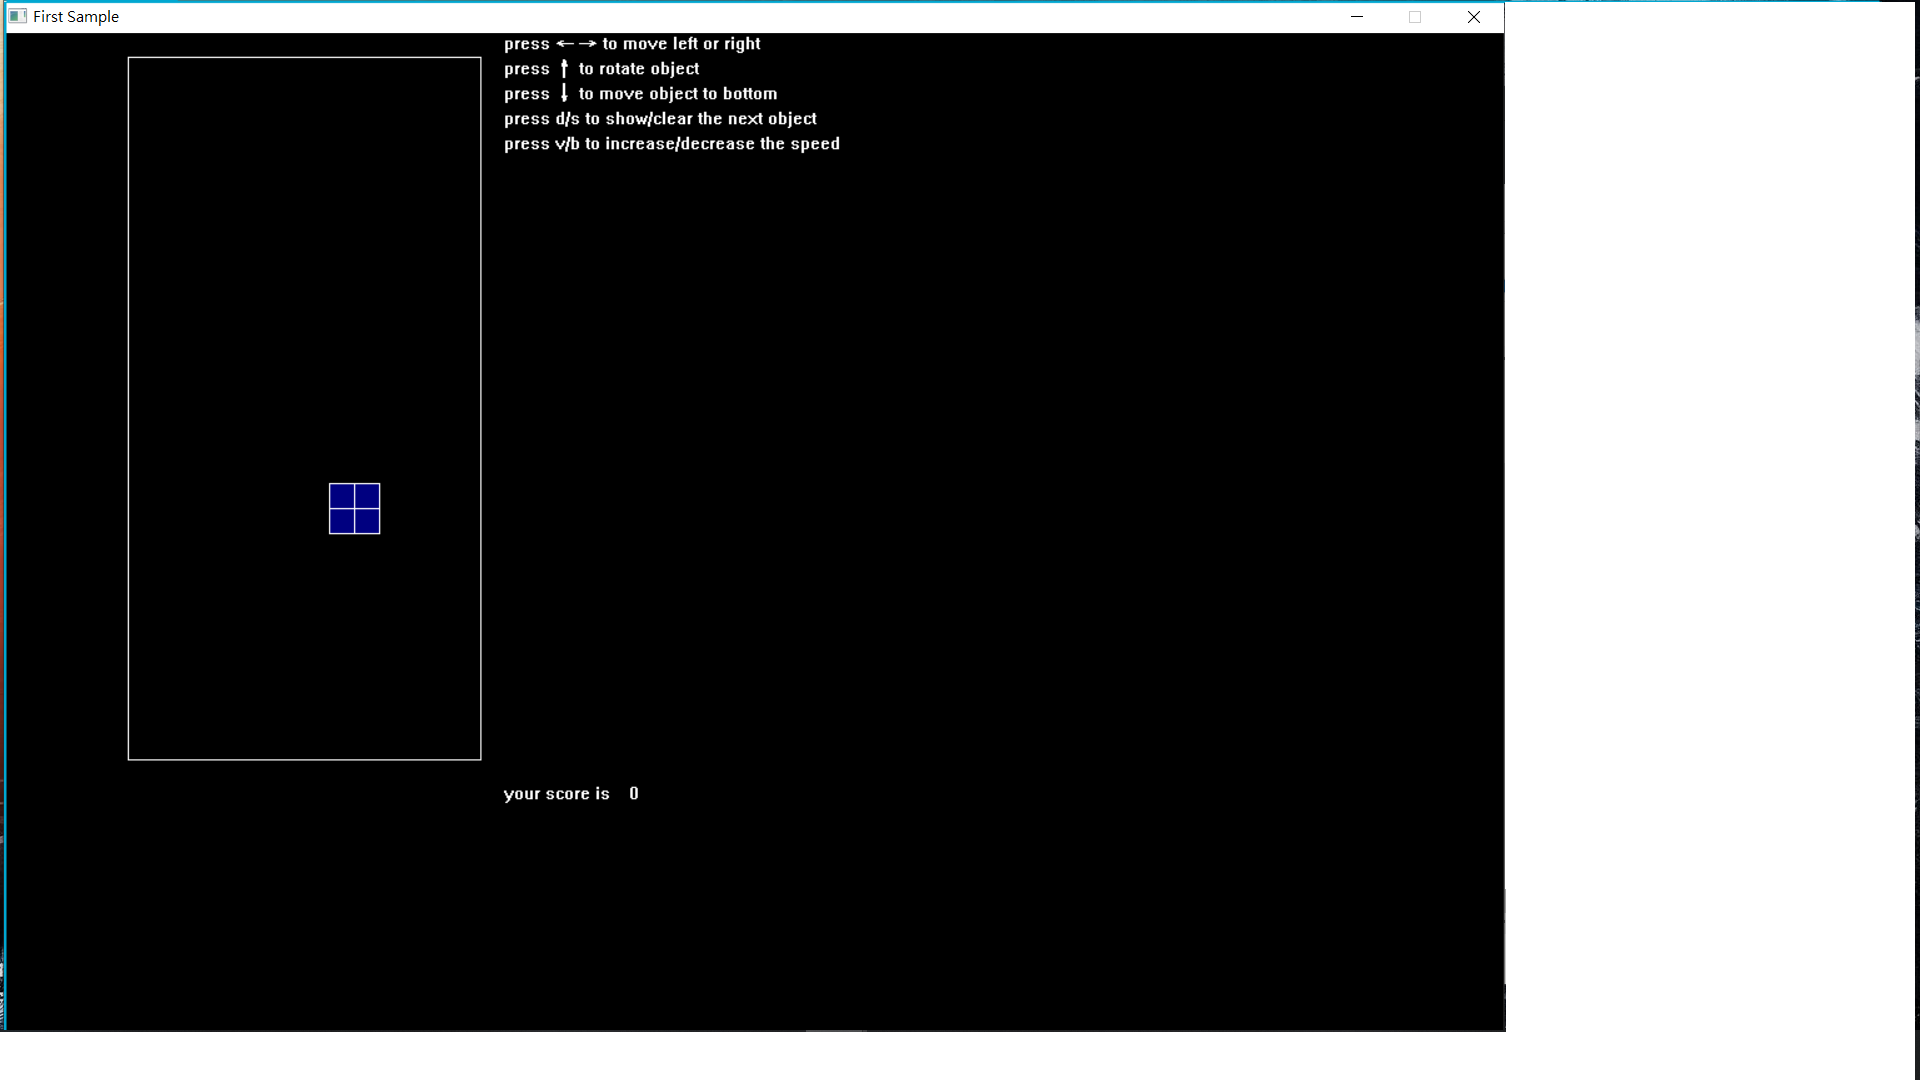 First Sample
press ←→ to move left or right
press ↑ to rotate object
press ↓ to move object to bottom
press d/s to show/clear the next object
press v/b to increase/decrease the speed
your score is 0